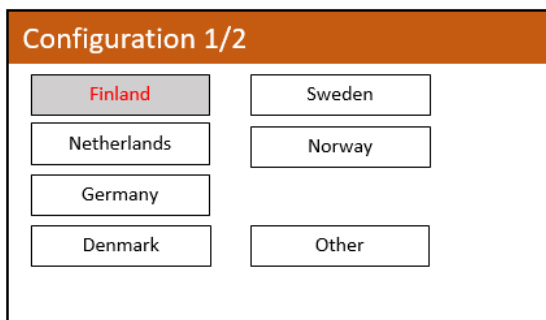 Configuration 1/2
Finland
Sweden
Netherlands
Norway
Germany
Denmark
Other